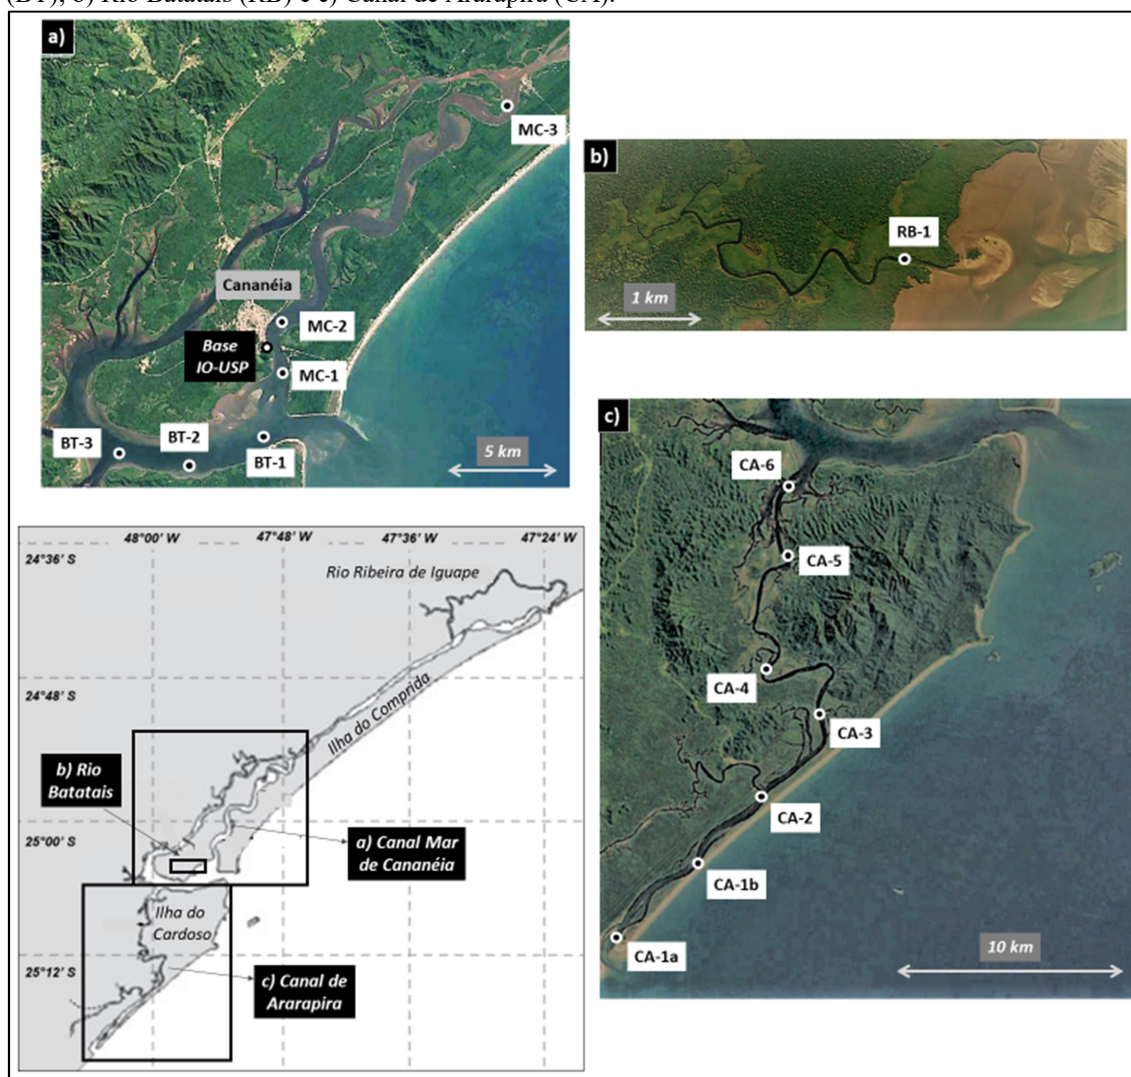 (BT), b) Rio Batatais (RB) e c) Canal de Ararapira (CA).
a)
MC-3
Cananéia
MC-2
Base
IO-USP
MC-1
BT-3
BT-2
BT-1
5 km
b)
RB-1
1 km
c)
CA-6
CA-5
CA-4
CA-3
CA-2
CA-1b
CA-1a
10 km
48°00' W
47°48' W
47°36' W
47°24' W
24°36' S
Rio Ribeira de Iguape
24°48' S
Ilha do Comprida
b) Rio
Batatais
25°00' S
a) Canal Mar
de Cananéia
Ilha do
Cardoso
25°12' S
c) Canal de
Ararapira